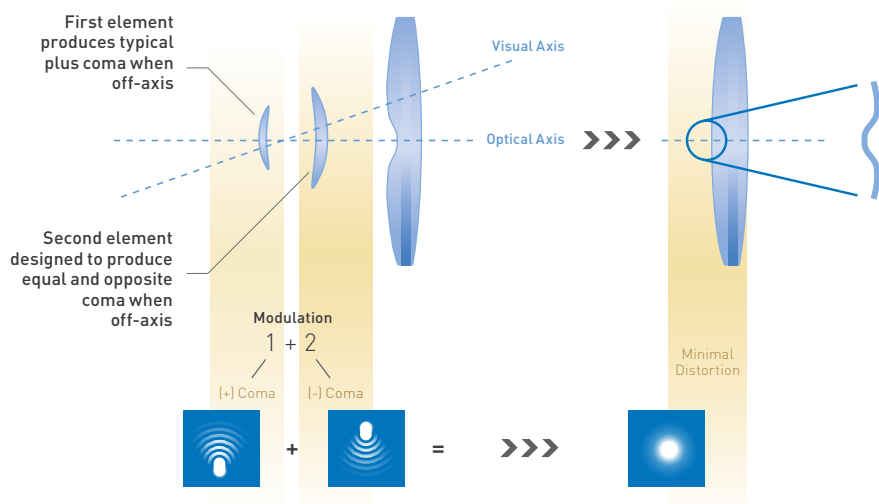 First element
produces typical
plus coma when
off-axis
Visual Axis
Optical Axis
Second element
designed to produce
equal and opposite
coma when
off-axis
Modulation
1 + 2
(+) Coma
(-) Coma
Minimal
Distortion
+
=